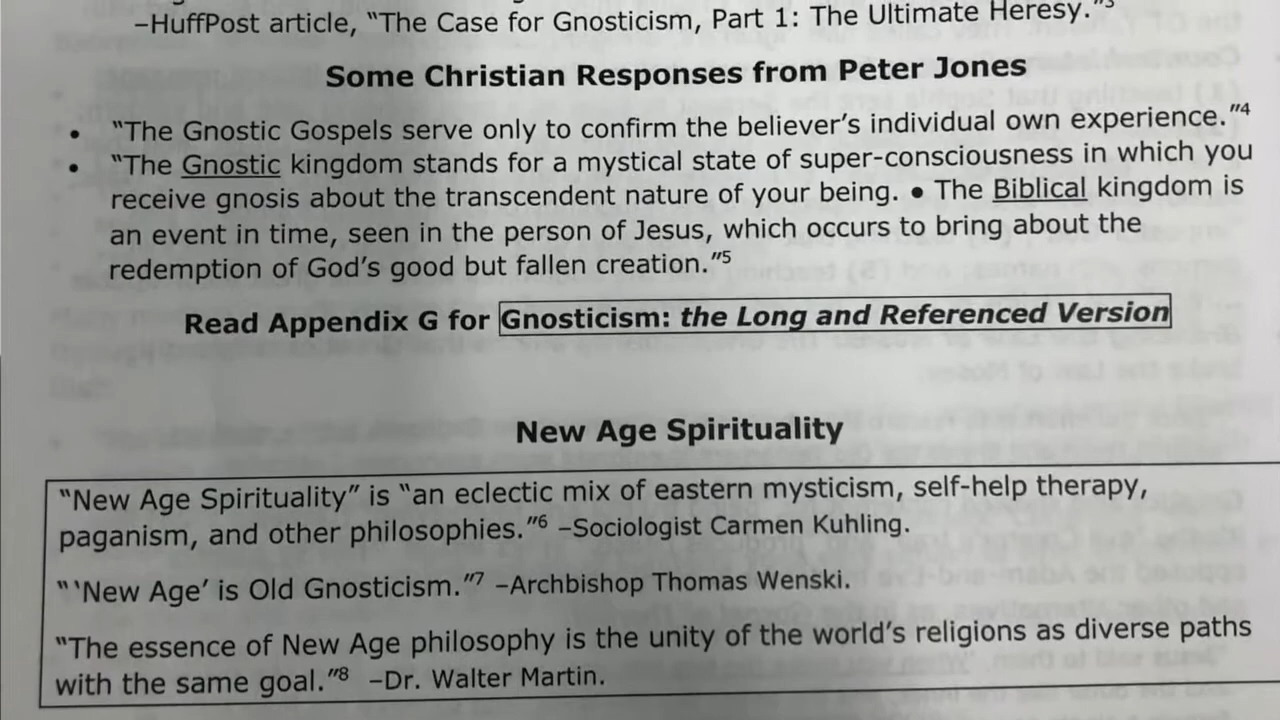 –HuffPost article, “The Case for Gnosticism, Part 1: The Ultimate Heresy.”3
Some Christian Responses from Peter Jones
• “The Gnostic Gospels serve only to confirm the believer’s individual own experience.”4
• “The Gnostic kingdom stands for a mystical state of super-consciousness in which you
receive gnosis about the transcendent nature of your being. • The Biblical kingdom is
an event in time, seen in the person of Jesus, which occurs to bring about the
redemption of God’s good but fallen creation.”5
Read Appendix G for Gnosticism: the Long and Referenced Version
New Age Spirituality
“New Age Spirituality” is “an eclectic mix of eastern mysticism, self-help therapy,
paganism, and other philosophies.”6 –Sociologist Carmen Kuhling.
“‘New Age’ is Old Gnosticism.”7 –Archbishop Thomas Wenski.
“The essence of New Age philosophy is the unity of the world’s religions as diverse paths
with the same goal.”8 –Dr. Walter Martin.